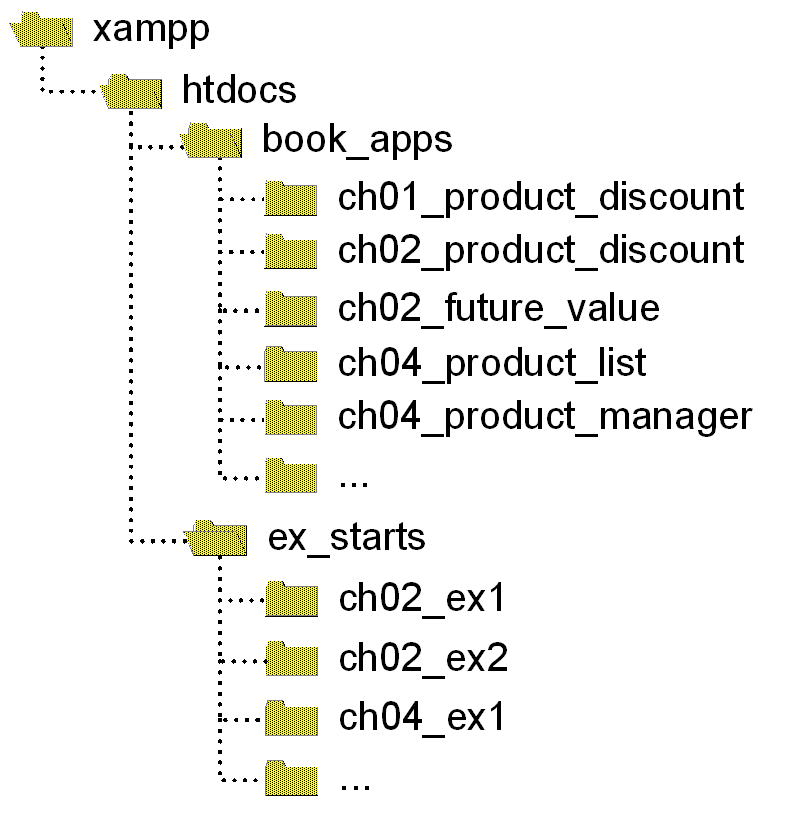 xampp
htdocs
book_apps
ch01_product_discount
ch02_product_discount
ch02_future_value
ch04_product_list
ch04_product_manager
...
ex_starts
ch02_ex1
ch02_ex2
ch04_ex1
...